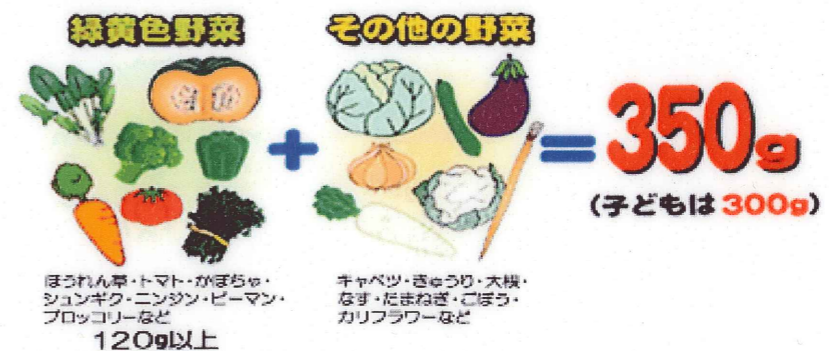 緑黄色野菜
その他の野菜
+
=
350g
(子どもは300g)
ほうれん草・トマト・かぼちゃ・
シュンギク・ニンジン・ピーマン・
ブロッコリーなど
120g以上
キャベツ・きゅうり・大根・
なす・たまねぎ・ごぼう・
カリフラワーなど